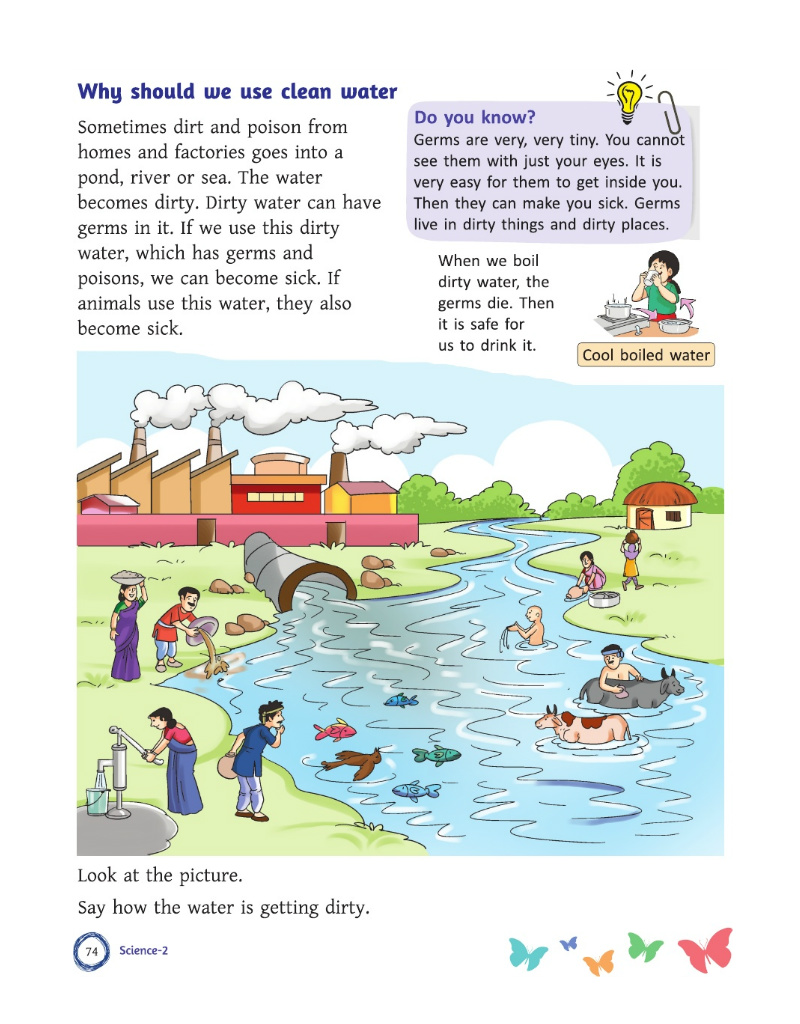 Why should we use clean water
Sometimes dirt and poison from
homes and factories goes into a
pond, river or sea. The water
becomes dirty. Dirty water can have
germs in it. If we use this dirty
water, which has germs and
poisons, we can become sick. If
animals use this water, they also
become sick.
Do you know?
Germs are very, very tiny. You cannot
see them with just your eyes. It is
very easy for them to get inside you.
Then they can make you sick. Germs
live in dirty things and dirty places.
When we boil
dirty water, the
germs die. Then
it is safe for
us to drink it.
Cool boiled water
Look at the picture.
Say how the water is getting dirty.
74
Science-2